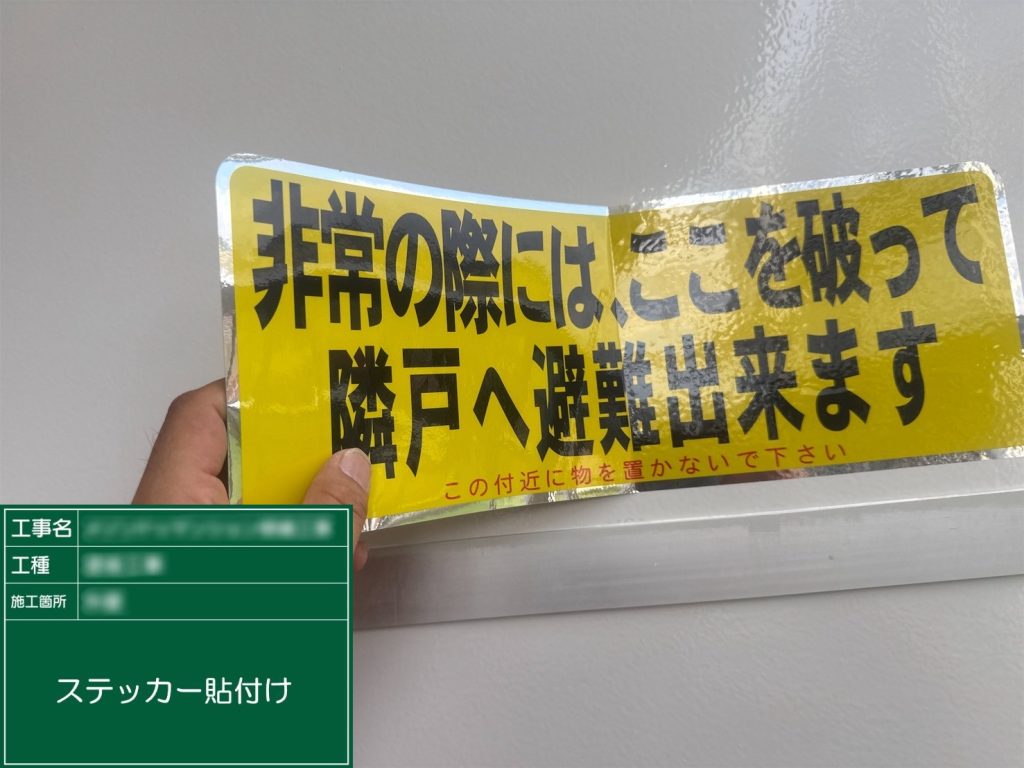 非常の際には、ここを破って
隣戸へ避難出来ます
この付近に物を置かないで下さい
工事名
工種
施工箇所
ステッカー貼付け